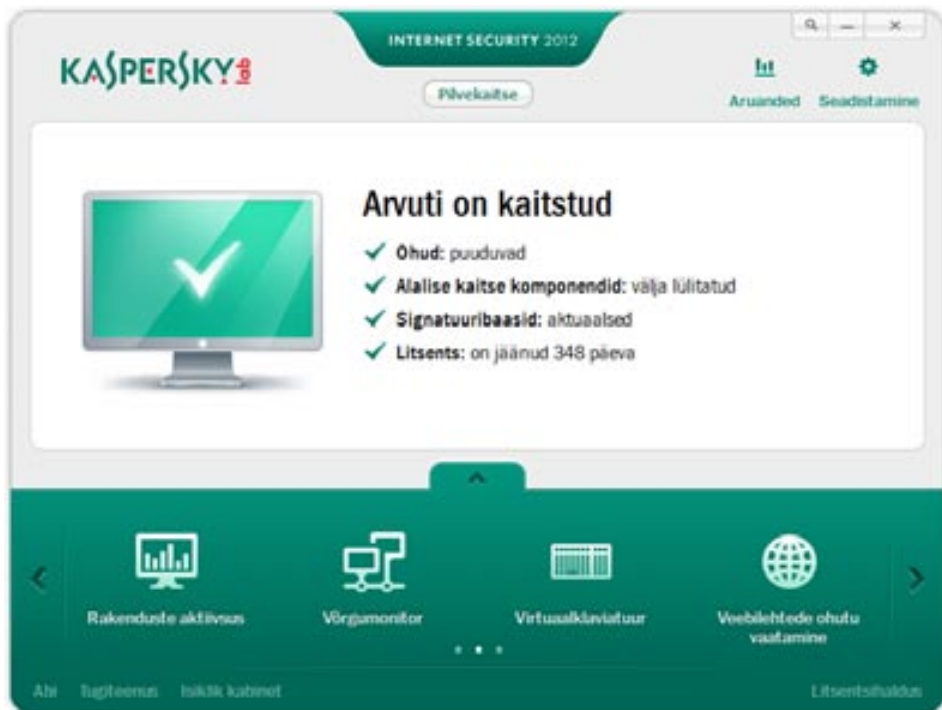 INTERNET SECURITY 2012
KASPERSKY lab
Pilvekaitse
Aruanded
Seadistamine
Arvuti on kaitstud
Ohud: puuduvad
Alalise kaitse komponendid: välja lülitatud
Signatuuribaasid: aktuaalsed
Litsents: on jäänud 348 päeva
Rakenduste aktiivsus
Võrgumonitor
Virtuaalklaviatuur
Veebilehtede ohutu
vaatamine
Abi Tugiteenus Isiklik kabinet
Litsentsihaldus